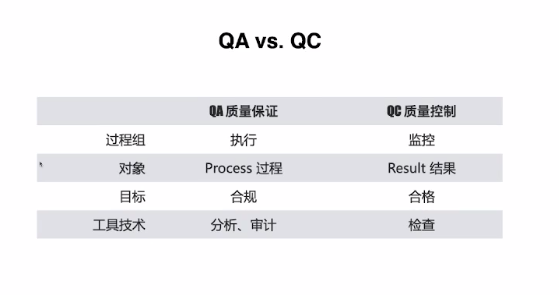 QA vs. QC
QA 质量保证 QC 质量控制
过程组 执行 监控
对象 Process 过程 Result 结果
目标 合规 合格
工具技术 分析、审计 检查